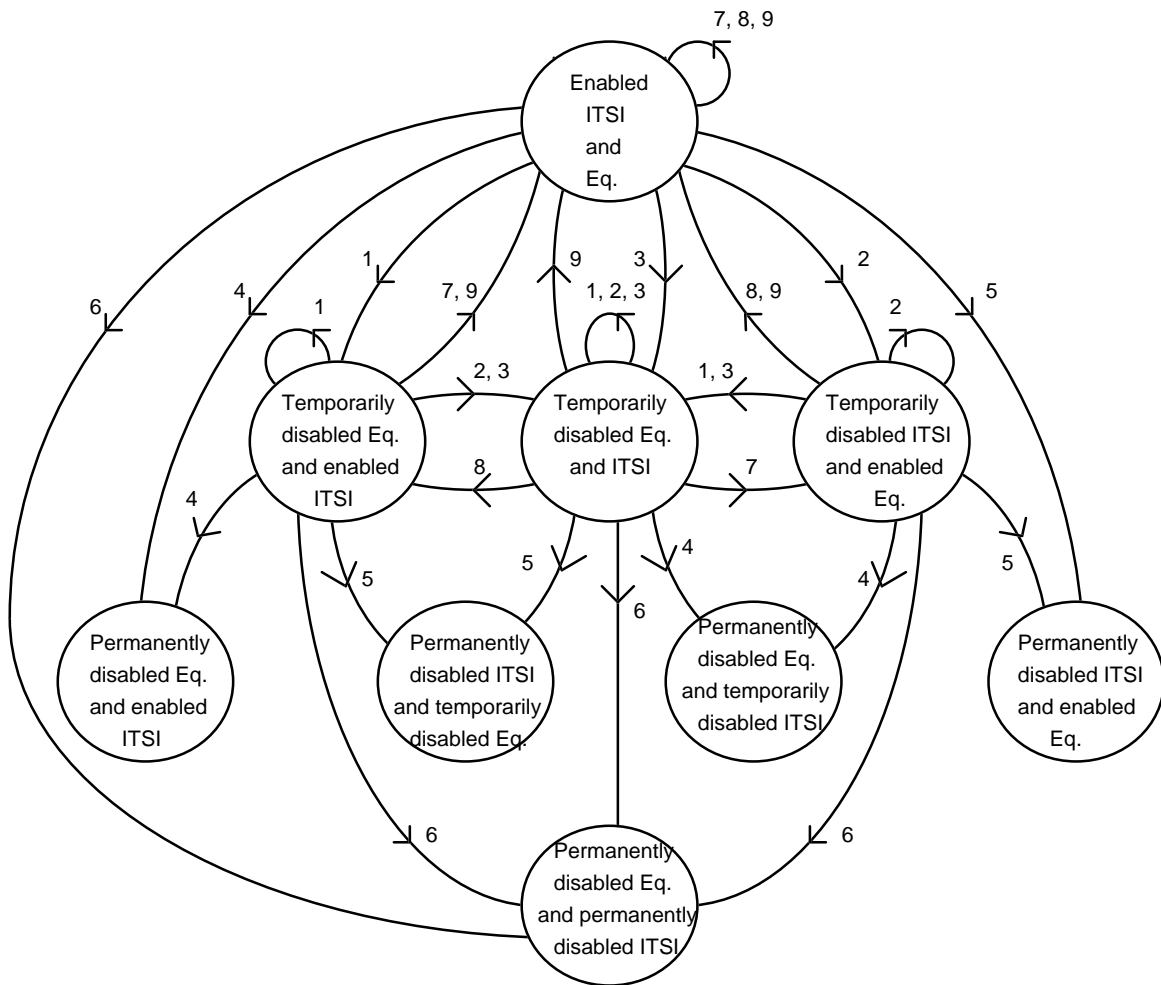 7, 8, 9
Enabled
ITSI
and
Eq.
6
4
1
7, 9
9
3
8, 9
2
5
1
1, 2, 3
2
2, 3
1, 3
Temporarily
disabled Eq.
and enabled
ITSI
Temporarily
disabled Eq.
and ITSI
Temporarily
disabled ITSI
and enabled
Eq.
8
7
4
5
5
6
4
4
5
Permanently
disabled Eq.
and enabled
ITSI
Permanently
disabled ITSI
and temporarily
disabled Eq.
Permanently
disabled Eq.
and temporarily
disabled ITSI
Permanently
disabled ITSI
and enabled
Eq.
6
6
Permanently
disabled Eq.
and permanently
disabled ITSI